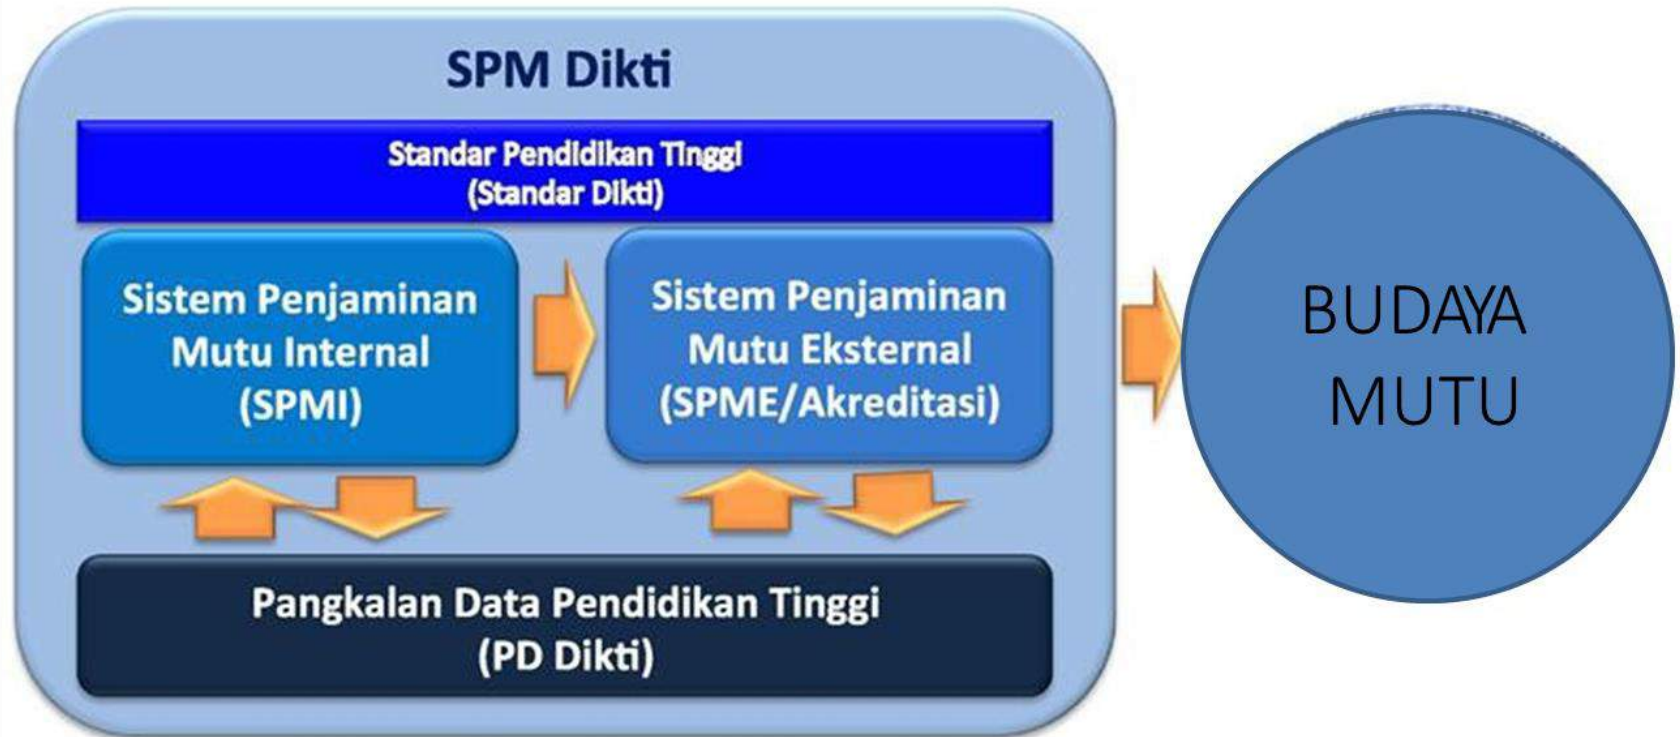 SPM Dikti
Standar Pendidikan Tinggi
(Standar Dikti)
Sistem Penjaminan
Mutu Internal
(SPMI)
Sistem Penjaminan
Mutu Eksternal
(SPME/Akreditasi)
Pangkalan Data Pendidikan Tinggi
(PD Dikti)
BUDAYA
MUTU